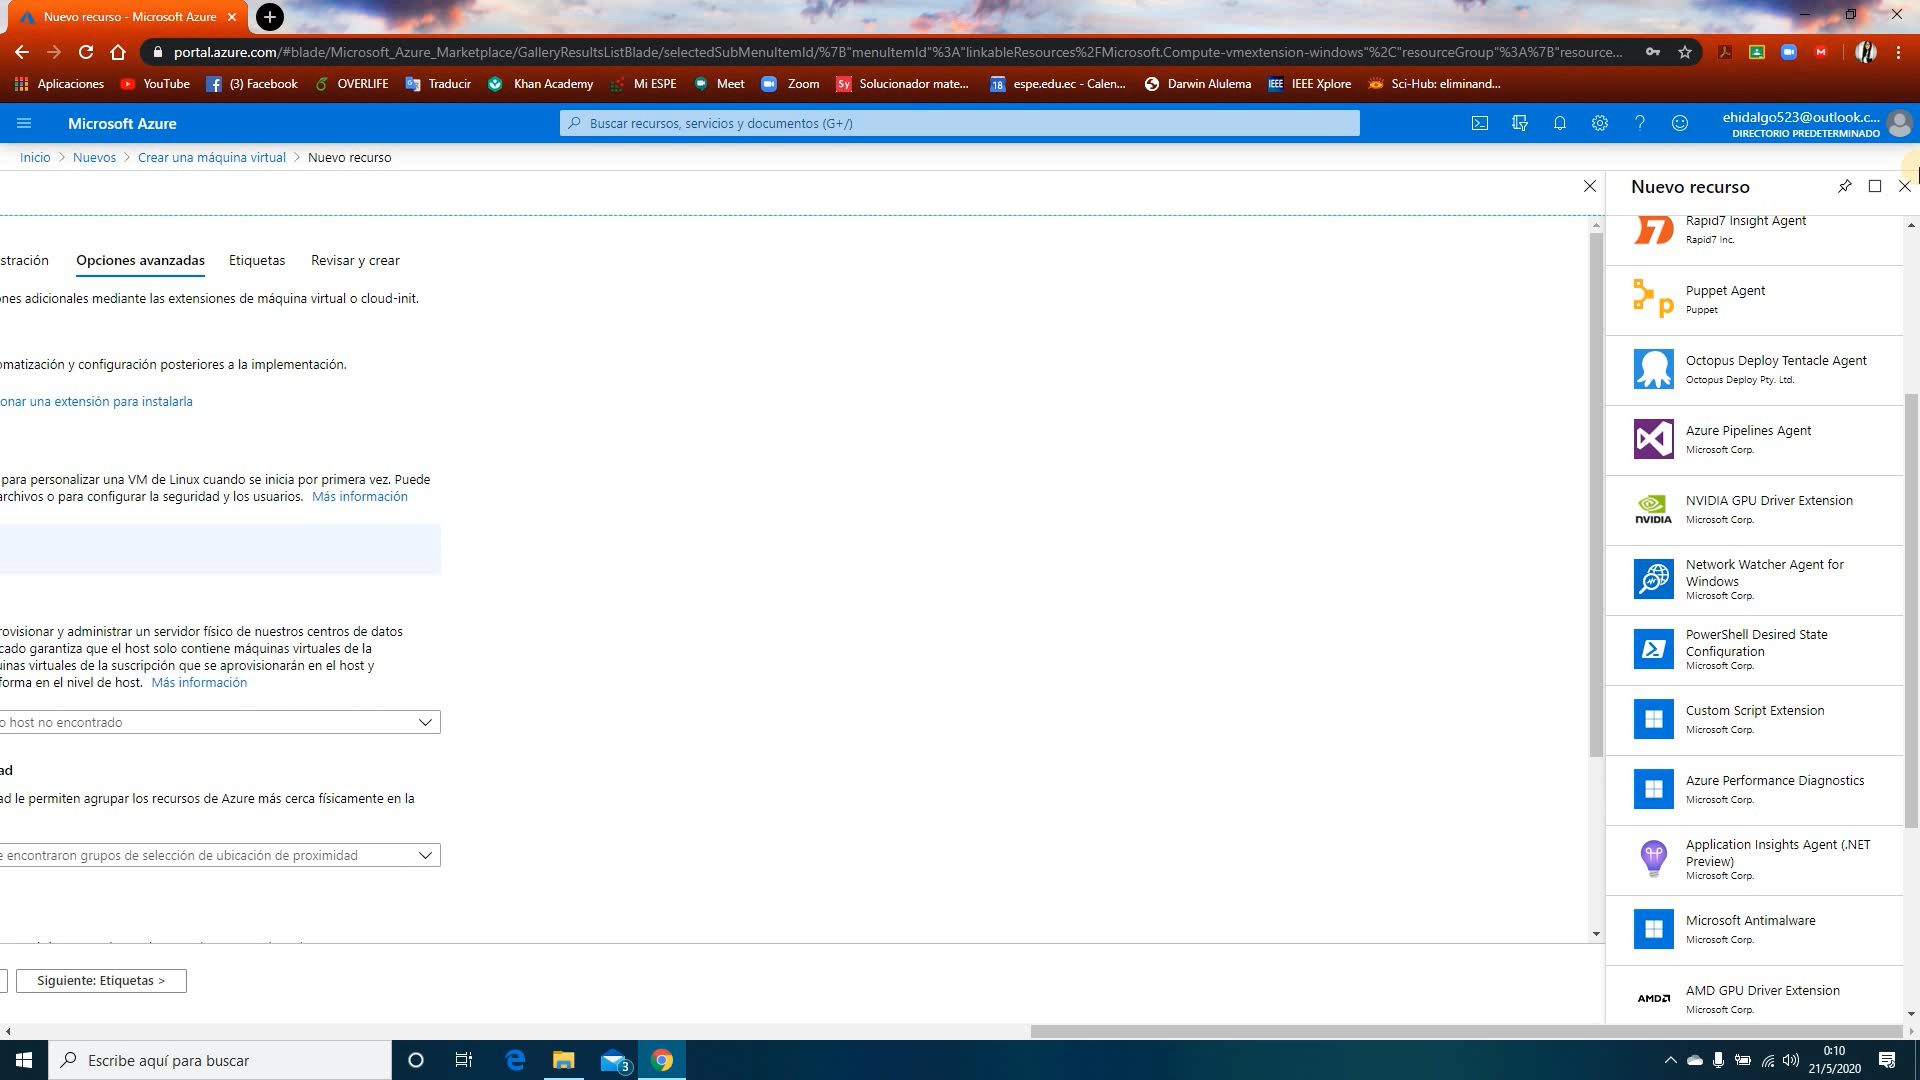 Nuevo recurso - Microsoft Azure
portal.azure.com/#blade/Microsoft_Azure_Marketplace/GalleryResultsListBlade/selectedSubMenuItemId/%7B"menuItemId"%3A"linkableResources%2FMicrosoft.Compute-vmextension-windows"%2C"resourceGroup"%3A%7B"resource...
Aplicaciones YouTube (3) Facebook OVERLIFE Traducir Khan Academy Mi ESPE Meet Zoom Solucionador mate... espe.edu.ec - Calen... Darwin Alulema IEEE Xplore Sci-Hub: eliminand...
Microsoft Azure
Buscar recursos, servicios y documentos (G+/)
ehidalgo523@outlook.c...
DIRECTORIO PREDETERMINADO
Inicio > Nuevos > Crear una máquina virtual > Nuevo recurso
stración Opciones avanzadas Etiquetas Revisar y crear
ones adicionales mediante las extensiones de máquina virtual o cloud-init.
omatización y configuración posteriores a la implementación.
onar una extensión para instalarla
para personalizar una VM de Linux cuando se inicia por primera vez. Puede
archivos o para configurar la seguridad y los usuarios. Más información
rovisionar y administrar un servidor físico de nuestros centros de datos
cado garantiza que el host solo contiene máquinas virtuales de la
uinas virtuales de la suscripción que se aprovisionarán en el host y
forma en el nivel de host. Más información
o host no encontrado
ad
ad le permiten agrupar los recursos de Azure más cerca físicamente en la
e encontraron grupos de selección de ubicación de proximidad
Siguiente: Etiquetas >
Nuevo recurso
Rapid7 Insight Agent
Rapid7 Inc.
Puppet Agent
Puppet
Octopus Deploy Tentacle Agent
Octopus Deploy Pty. Ltd.
Azure Pipelines Agent
Microsoft Corp.
NVIDIA
NVIDIA GPU Driver Extension
Microsoft Corp.
Network Watcher Agent for
Windows
Microsoft Corp.
PowerShell Desired State
Configuration
Microsoft Corp.
Custom Script Extension
Microsoft Corp.
Azure Performance Diagnostics
Microsoft Corp.
Application Insights Agent (.NET
Preview)
Microsoft Corp.
Microsoft Antimalware
Microsoft Corp.
AMD
AMD GPU Driver Extension
Microsoft Corp.
Escribe aquí para buscar
3
0:10
21/5/2020